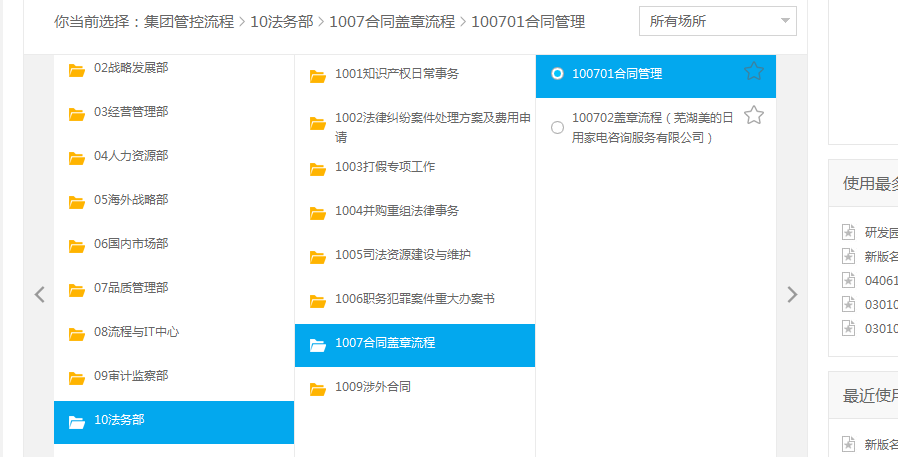 你当前选择：集团管控流程 > 10法务部 > 1007合同盖章流程 > 100701合同管理
所有场所
02战略发展部
03经营管理部
04人力资源部
05海外战略部
06国内市场部
07品质管理部
08流程与IT中心
09审计监察部
10法务部
1001知识产权日常事务
1002法律纠纷案件处理方案及费用申
请
1003打假专项工作
1004并购重组法律事务
1005司法资源建设与维护
1006职务犯罪案件重大办案书
1007合同盖章流程
1009涉外合同
100701合同管理
100702盖章流程（芜湖美的日
用家电咨询服务有限公司）
使用最多
研发园
新版名
04061
03010
03010
最近使用
新版名